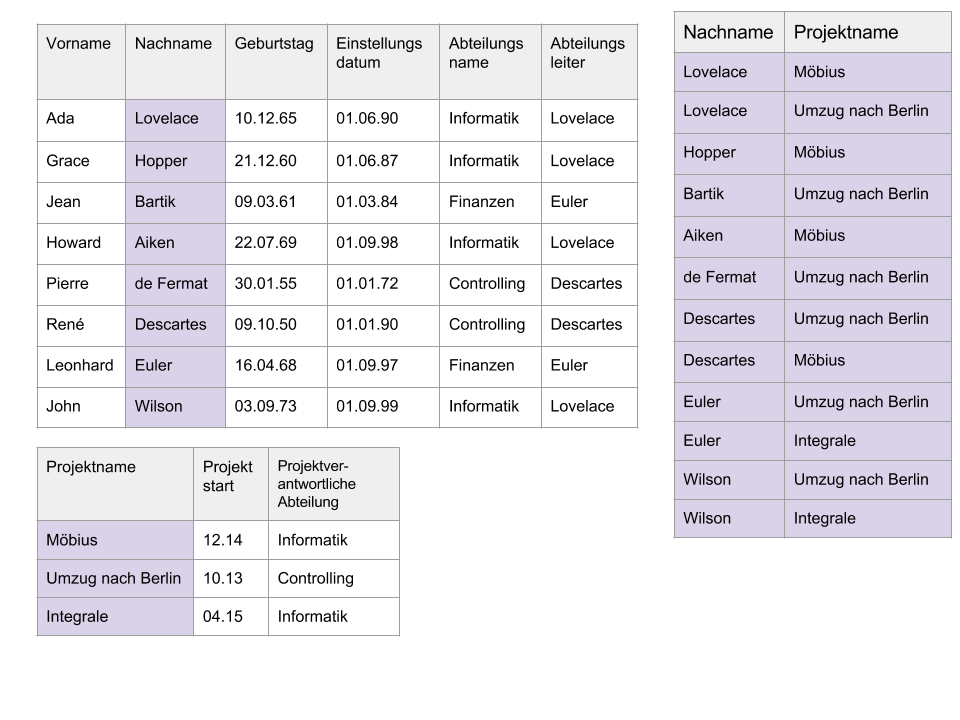 Vorname Nachname Geburtstag Einstellungs Abteilungs Abteilungs
datum name leiter
Ada Lovelace 10.12.65 01.06.90 Informatik Lovelace
Grace Hopper 21.12.60 01.06.87 Informatik Lovelace
Jean Bartik 09.03.61 01.03.84 Finanzen Euler
Howard Aiken 22.07.69 01.09.98 Informatik Lovelace
Pierre de Fermat 30.01.55 01.01.72 Controlling Descartes
René Descartes 09.10.50 01.01.90 Controlling Descartes
Leonhard Euler 16.04.68 01.09.97 Finanzen Euler
John Wilson 03.09.73 01.09.99 Informatik Lovelace
Projektname Projekt Projektver-
start antwortliche
Abteilung
Möbius 12.14 Informatik
Umzug nach Berlin 10.13 Controlling
Integrale 04.15 Informatik
Nachname Projektname
Lovelace Möbius
Lovelace Umzug nach Berlin
Hopper Möbius
Bartik Umzug nach Berlin
Aiken Möbius
de Fermat Umzug nach Berlin
Descartes Umzug nach Berlin
Descartes Möbius
Euler Umzug nach Berlin
Euler Integrale
Wilson Umzug nach Berlin
Wilson Integrale